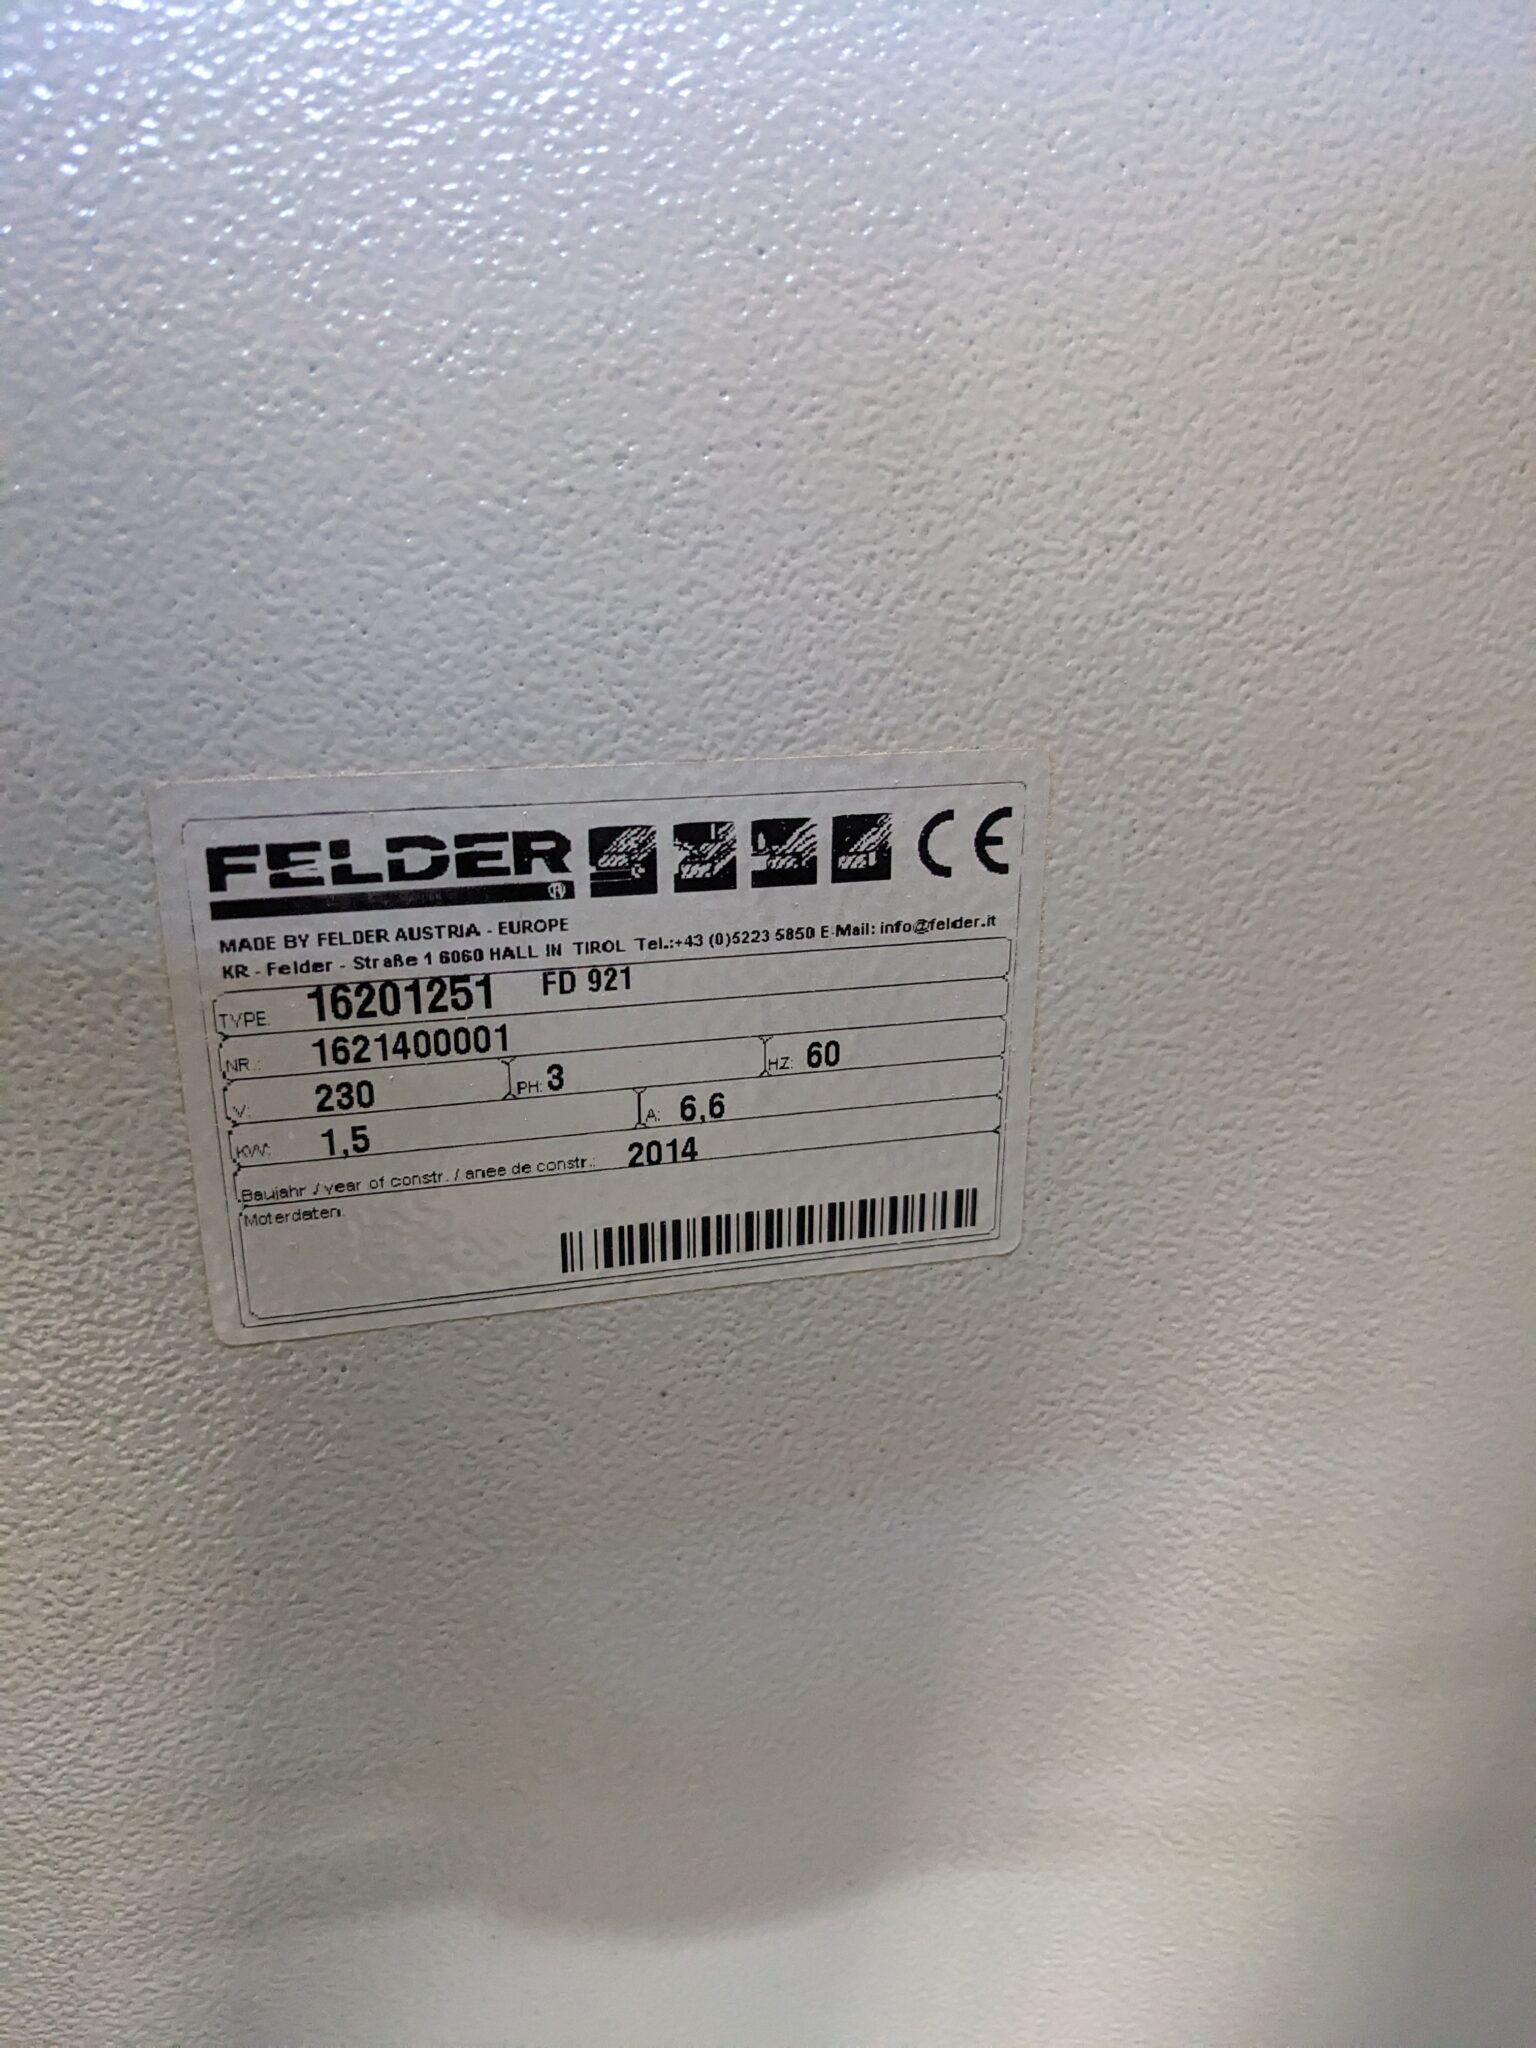 FELDER ® CE
MADE BY FELDER AUSTRIA - EUROPE
KR - Felder - Straße 1 6060 HALL IN TIROL Tel.:+43 (0)5223 5850 E-Mail: info@felder.it
TYPE: 16201251 FD 921
NR.: 1621400001
V: 230 PH: 3 HZ: 60
KW: 1,5 A: 6,6
Baujahr / year of constr. / anee de constr.: 2014
Moterdaten: